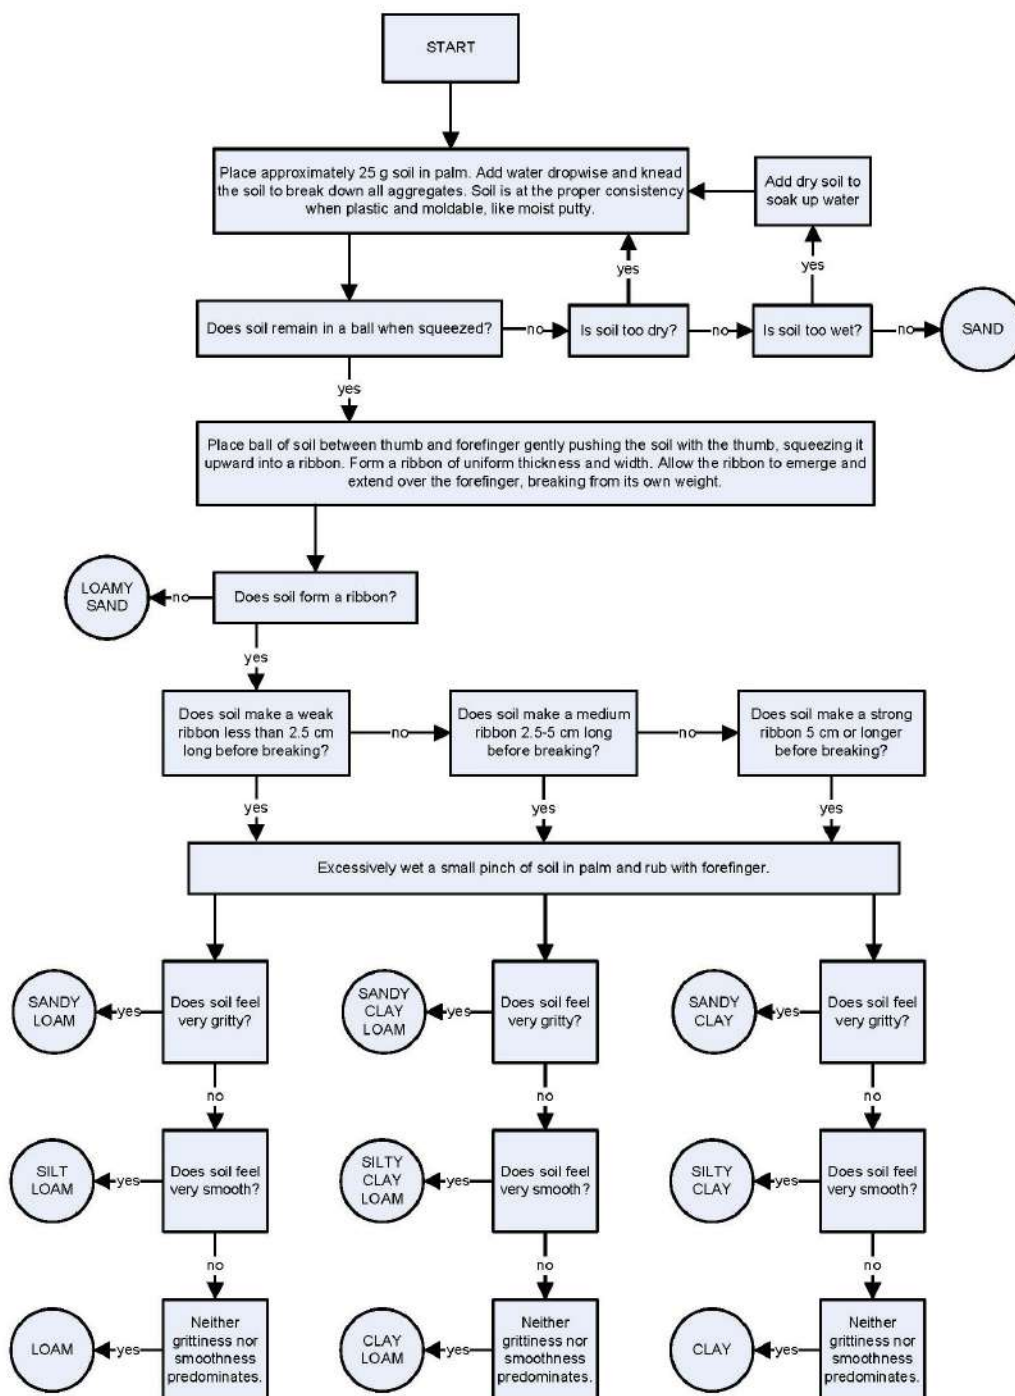 START
Place approximately 25 g soil in palm. Add water dropwise and knead
the soil to break down all aggregates. Soil is at the proper consistency
when plastic and moldable, like moist putty.
Add dry soil to
soak up water
yes
yes
Does soil remain in a ball when squeezed?
no
Is soil too dry?
no
Is soil too wet?
no
SAND
yes
Place ball of soil between thumb and forefinger gently pushing the soil with the thumb, squeezing it
upward into a ribbon. Form a ribbon of uniform thickness and width. Allow the ribbon to emerge and
extend over the forefinger, breaking from its own weight.
LOAMY
SAND
no
Does soil form a ribbon?
yes
Does soil make a weak
ribbon less than 2.5 cm
long before breaking?
no
Does soil make a medium
ribbon 2.5-5 cm long
before breaking?
no
Does soil make a strong
ribbon 5 cm or longer
before breaking?
yes
yes
yes
Excessively wet a small pinch of soil in palm and rub with forefinger.
SANDY
LOAM
yes
Does soil feel
very gritty?
SANDY
CLAY
LOAM
yes
Does soil feel
very gritty?
SANDY
CLAY
yes
Does soil feel
very gritty?
no
no
no
SILT
LOAM
yes
Does soil feel
very smooth?
SILTY
CLAY
LOAM
yes
Does soil feel
very smooth?
SILTY
CLAY
yes
Does soil feel
very smooth?
no
no
no
LOAM
yes
Neither
grittiness nor
smoothness
predominates.
CLAY
LOAM
yes
Neither
grittiness nor
smoothness
predominates.
CLAY
yes
Neither
grittiness nor
smoothness
predominates.